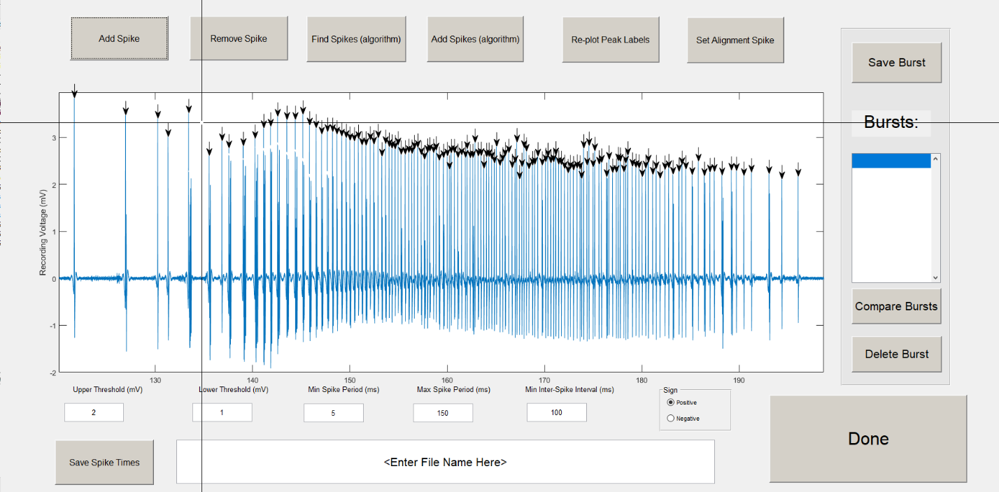 Add Spike
Remove Spike
Find Spikes (algorithm)
Add Spikes (algorithm)
Re-plot Peak Labels
Set Alignment Spike
Save Burst
Bursts:
Compare Bursts
Delete Burst
Recording Voltage (mV)
3
2
1
0
-1
-2
130
140
150
160
170
180
190
Upper Threshold (mV)
Lower Threshold (mV)
Min Spike Period (ms)
Max Spike Period (ms)
Min Inter-Spike Interval (ms)
2
1
5
150
100
Sign
Positive
Negative
Save Spike Times
<Enter File Name Here>
Done